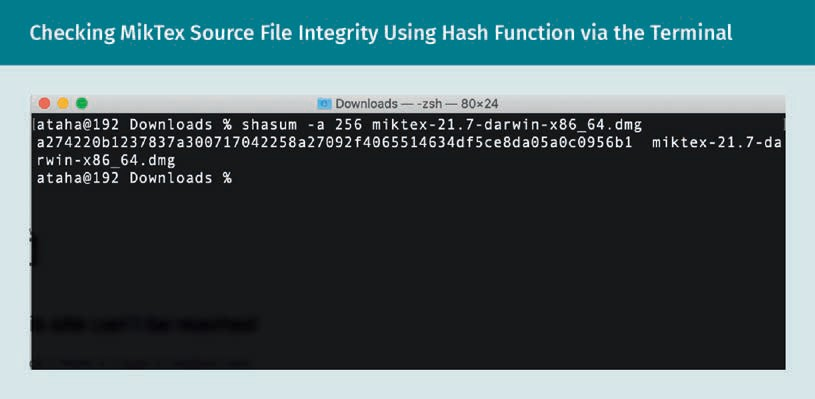 Checking MikTex Source File Integrity Using Hash Function via the Terminal
Downloads — -zsh — 80×24
[ataha@192 Downloads % shasum -a 256 miktex-21.7-darwin-x86_64.dmg ]
a274220b1237837a300717042258a27092f4065514634df5ce8da05a0c0956b1  miktex-21.7-da
rwin-x86_64.dmg
ataha@192 Downloads %